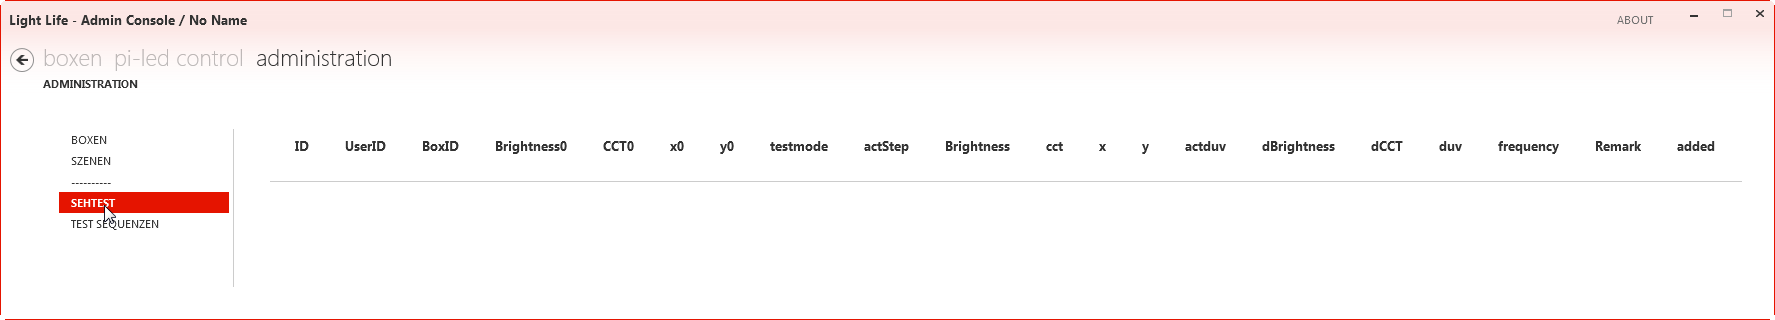 Light Life - Admin Console / No Name
ABOUT
boxen pi-led control administration
ADMINISTRATION
BOXEN
SZENEN
----------
SEHTEST
TEST SEQUENZEN
ID UserID BoxID Brightness0 CCT0 x0 y0 testmode actStep Brightness cct x y actduv dBrightness dCCT duv frequency Remark added